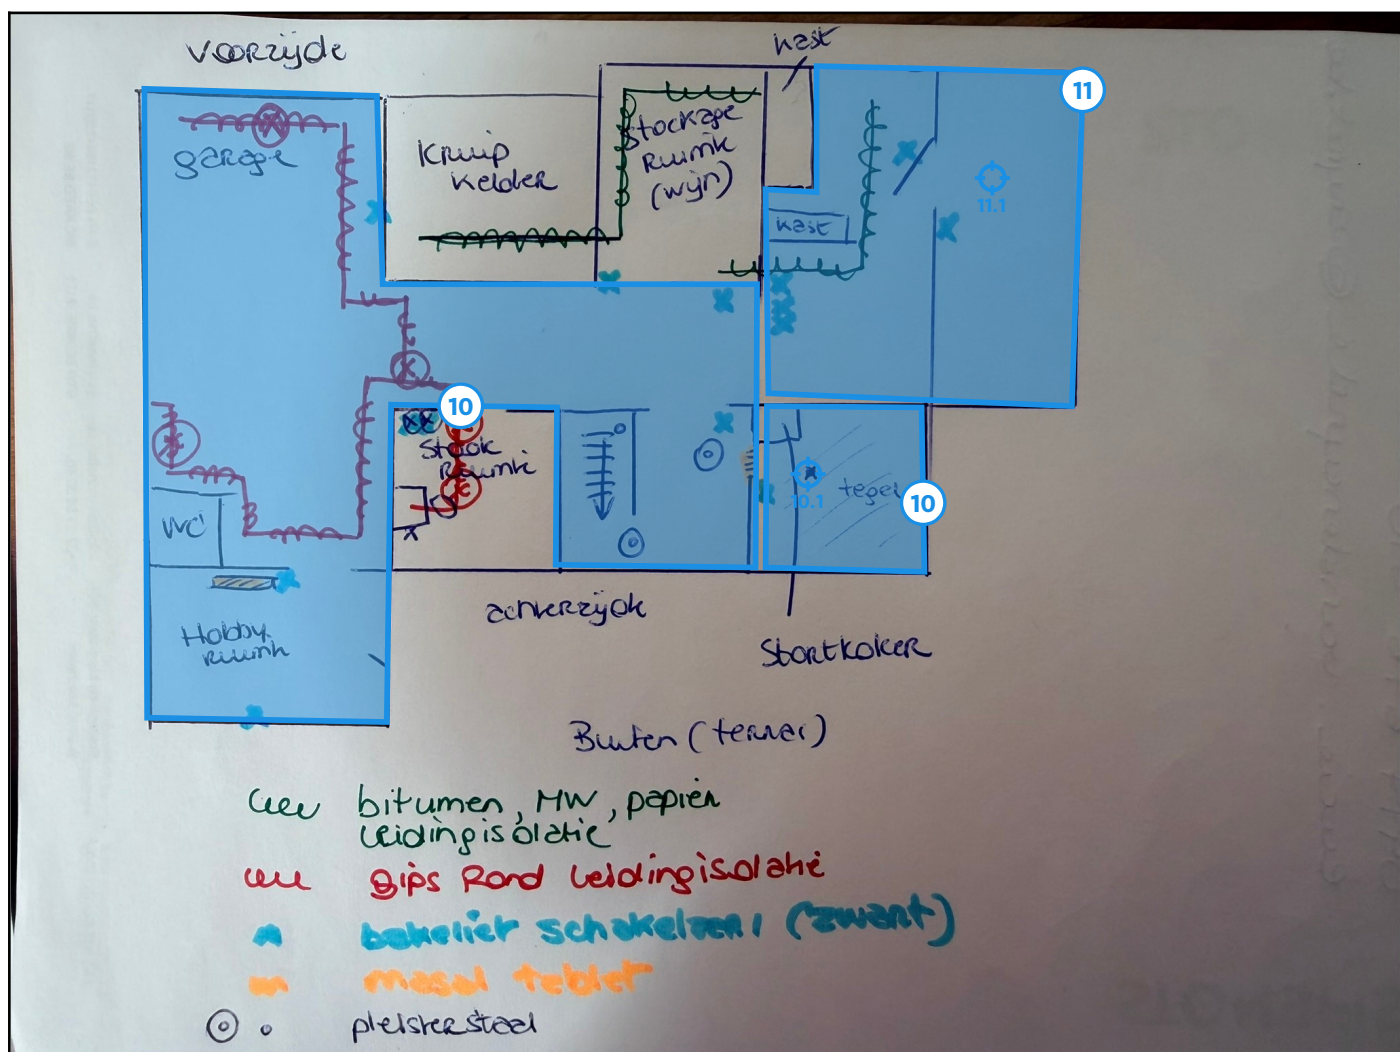 voorzijde
kast
11
garage
Kruip
kelder
Stockage
Ruimte
(wijn)
11.1
kast
10
Stook
Ruimte
10.1
tegel
10
WC
Hobby
ruimte
achterzijde
Stortkoker
Buiten (terras)
bitumen, MW, papier
leidingisolatie
gips Rond leidingisolatie
bakeliet schakelaar (zwart)
masal tablet
pleisterstaal